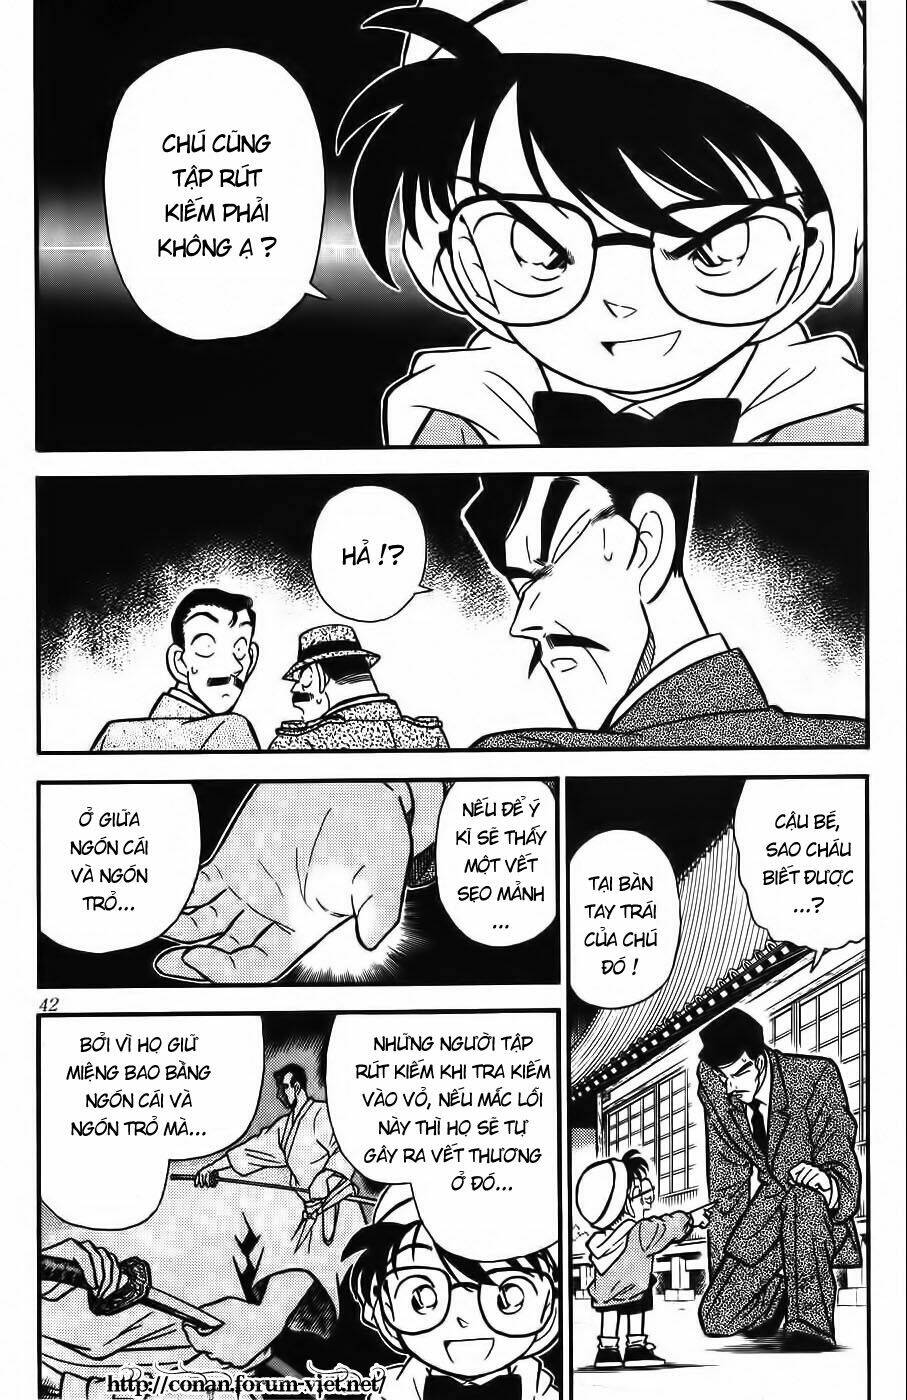 CHÚ CŨNG
TẬP RÚT
KIẾM PHẢI
KHÔNG Ạ ?
HẢ !?
CẬU BÉ,
SAO CHÁU
BIẾT ĐƯỢC
...?
TẠI BÀN
TAY TRÁI
CỦA CHÚ
ĐÓ !
NẾU ĐỂ Ý
KĨ SẼ THẤY
MỘT VẾT
SẸO MẢNH
...
Ở GIỮA
NGÓN CÁI
VÀ NGÓN
TRỎ...
42
NHỮNG NGƯỜI TẬP
RÚT KIẾM KHI TRA KIẾM
VÀO VỎ, NẾU MẮC LỖI
NÀY THÌ HỌ SẼ TỰ
GÂY RA VẾT THƯƠNG
Ở ĐÓ...
BỞI VÌ HỌ GIỮ
MIỆNG BAO BẰNG
NGÓN CÁI VÀ
NGÓN TRỎ MÀ...
http://conan.forum-viet.net